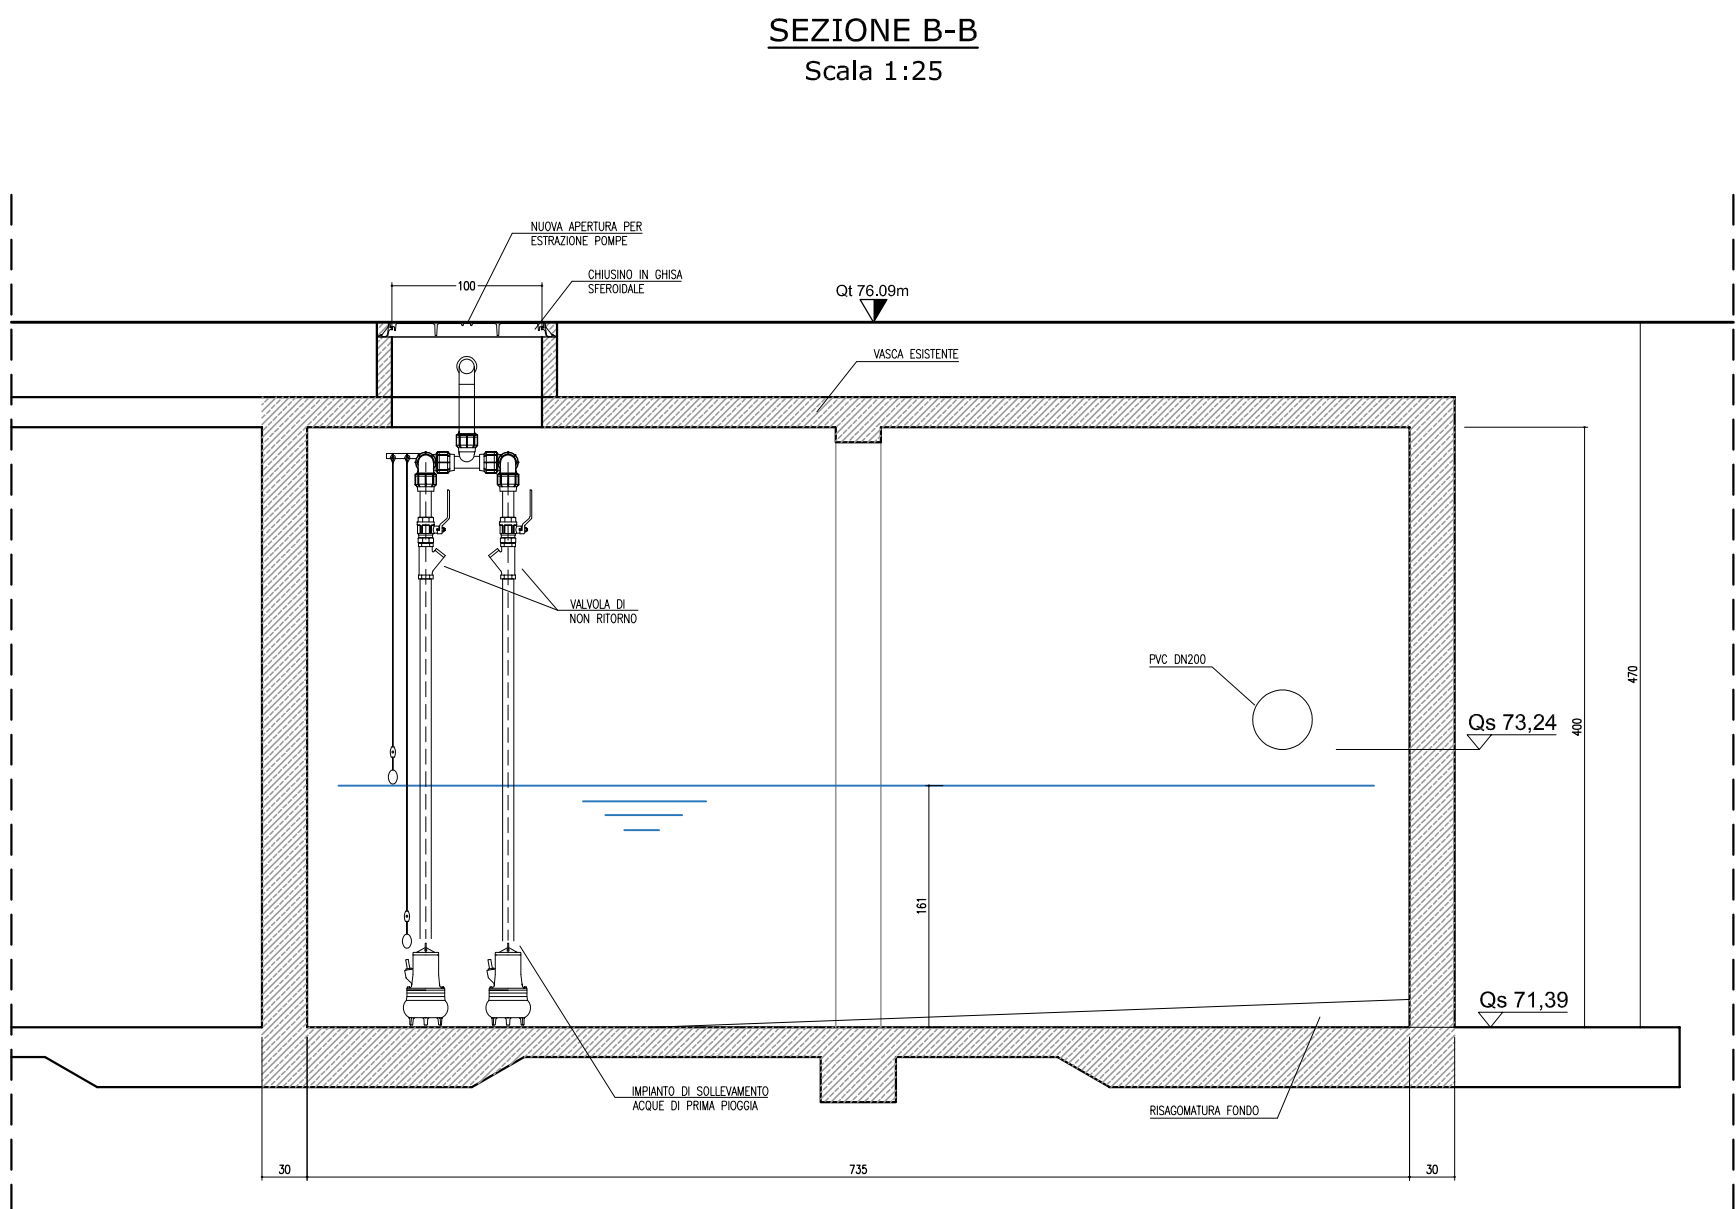 SEZIONE B-B
Scala 1:25
NUOVA APERTURA PER
ESTRAZIONE POMPE
CHIUSINO IN GHISA
SFEROIDALE
100
Qt 76.09m
VASCA ESISTENTE
VALVOLA DI
NON RITORNO
PVC DN200
470
Qs 73,24
400
161
Qs 71,39
IMPIANTO DI SOLLEVAMENTO
ACQUE DI PRIMA PIOGGIA
RISAGOMATURA FONDO
30
735
30